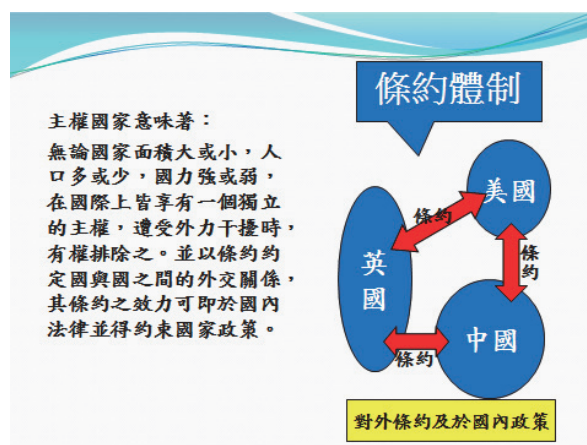 條約體制
主權國家意味著：
無論國家面積大或小，人
口多或少，國力強或弱，
在國際上皆享有一個獨立
的主權，遭受外力干擾時，
有權排除之。並以條約約
定國與國之間的外交關係，
其條約之效力可即於國內
法律並得約束國家政策。
美國
條約
條約
英國
中國
條約
對外條約及於國內政策